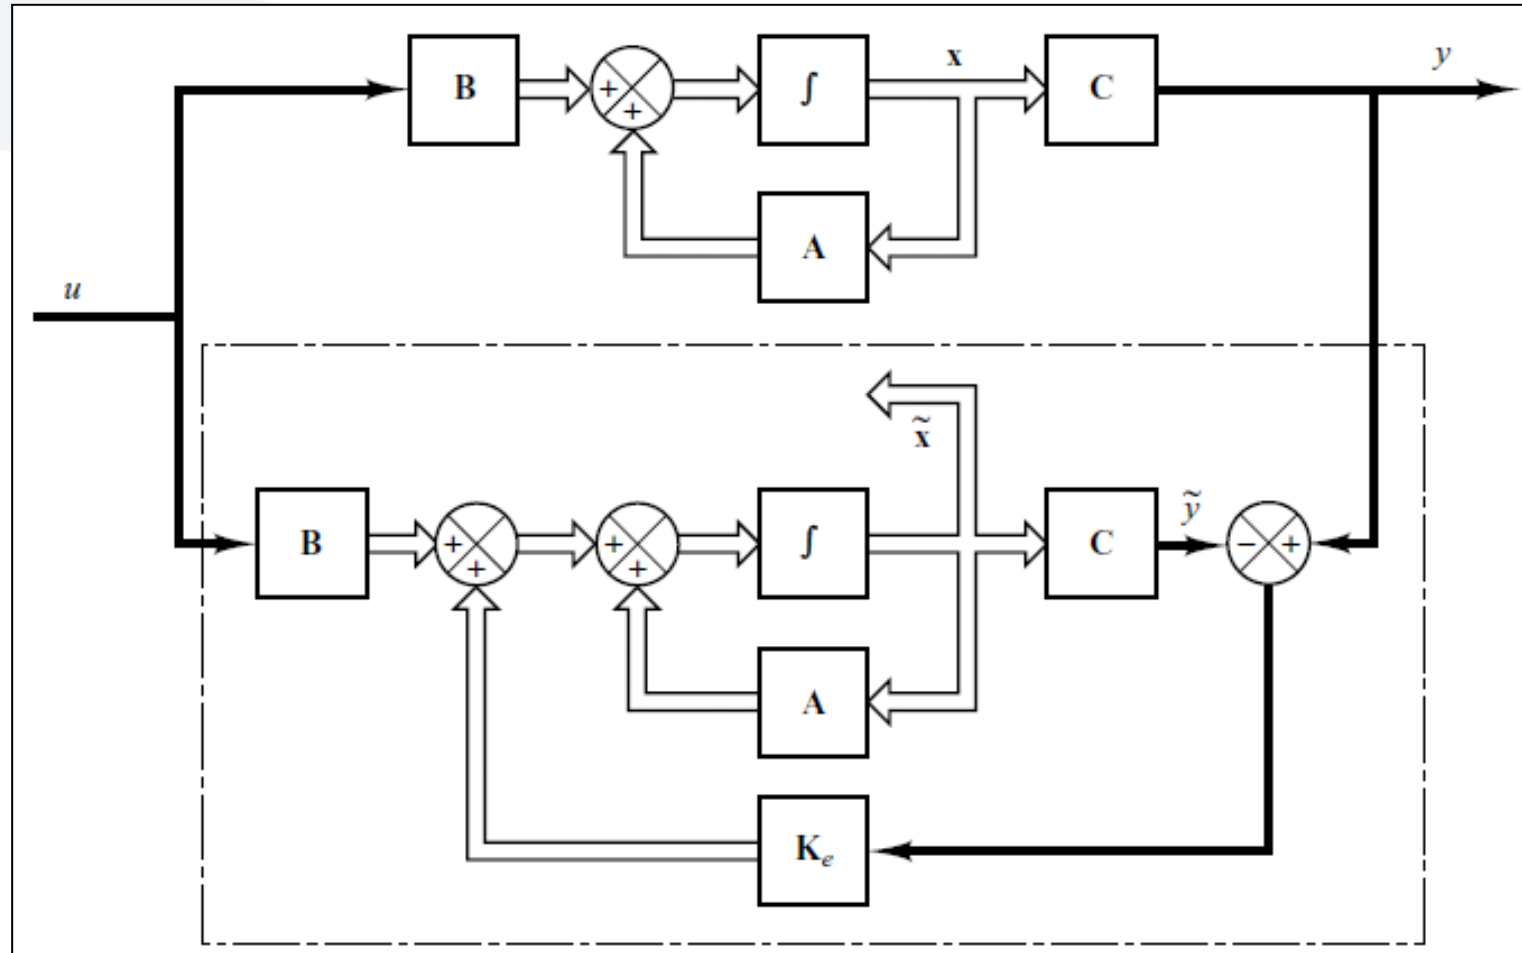 x
y
B
+
+
∫
C
A
u
x̃
ỹ
B
+
+
+
+
∫
C
−
+
A
Kₑ